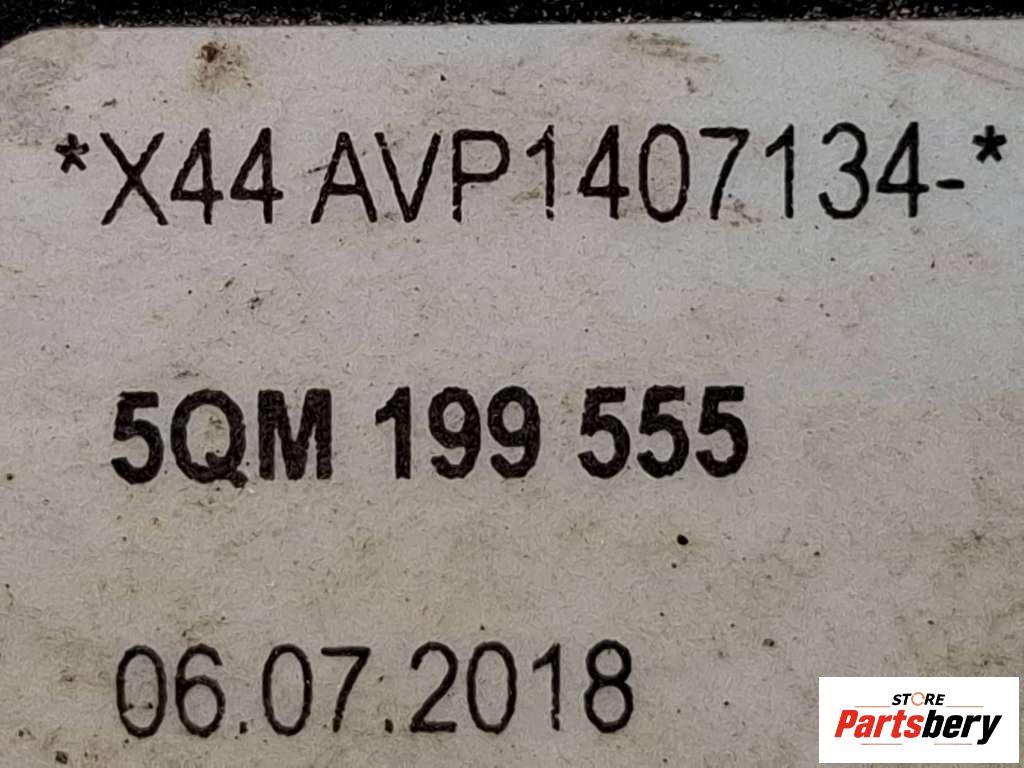 *X44 AVP1407134-*
5QM 199 555
06.07.2018
STORE
Partsbery